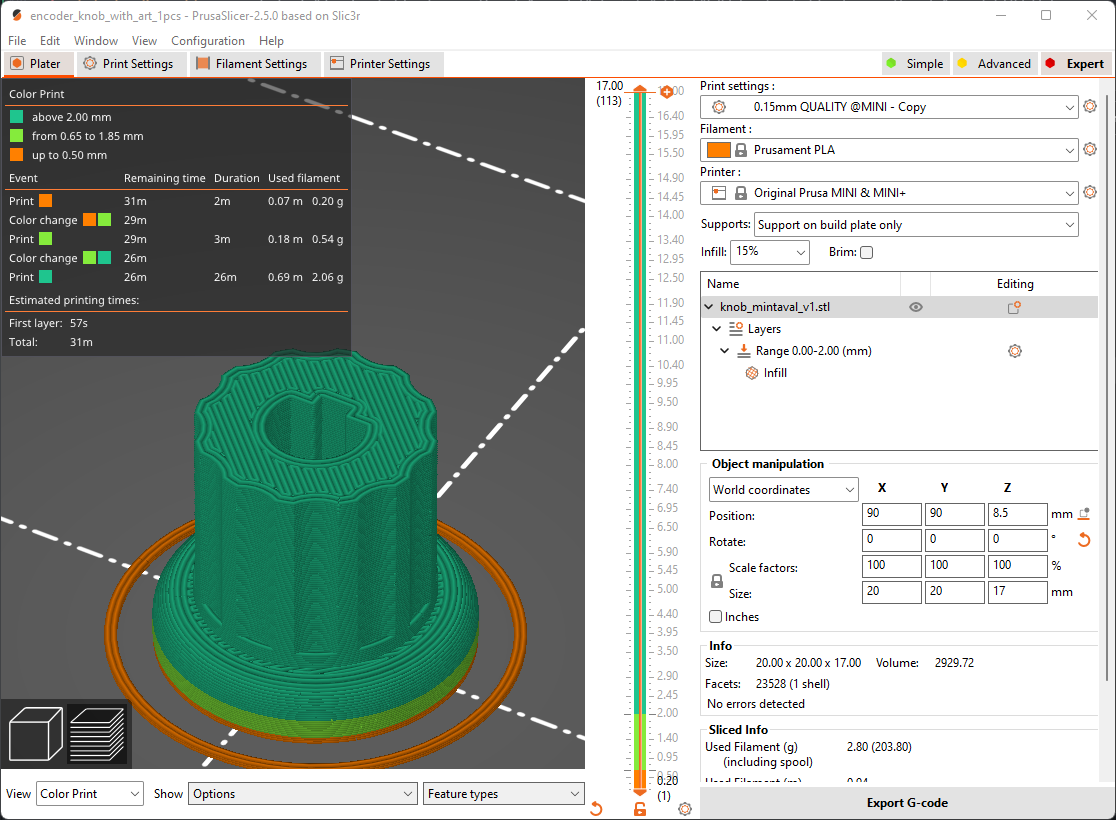 encoder_knob_with_art_1pcs - PrusaSlicer-2.5.0 based on Slic3r
File Edit Window View Configuration Help
Plater Print Settings Filament Settings Printer Settings Simple Advanced Expert
Color Print
above 2.00 mm
from 0.65 to 1.85 mm
up to 0.50 mm
Event Remaining time Duration Used filament
Print 31m 2m 0.07 m 0.20 g
Color change 29m
Print 29m 3m 0.18 m 0.54 g
Color change 26m
Print 26m 26m 0.69 m 2.06 g
Estimated printing times:
First layer: 57s
Total: 31m
17.00
(113)
16.40
15.95
15.50
14.90
14.45
14.00
13.40
12.95
12.50
11.90
11.45
11.00
10.40
9.95
9.50
8.90
8.45
8.00
7.40
6.95
6.50
5.90
5.45
5.00
4.40
3.95
3.50
2.90
2.45
2.00
1.40
0.95
0.50
0.20
(1)
Print settings :
0.15mm QUALITY @MINI - Copy
Filament :
Prusament PLA
Printer :
Original Prusa MINI & MINI+
Supports: Support on build plate only
Infill: 15% Brim:
Name Editing
knob_mintaval_v1.stl
Layers
Range 0.00-2.00 (mm)
Infill
Object manipulation
World coordinates X Y Z
Position: 90 90 8.5 mm
Rotate: 0 0 0 °
Scale factors: 100 100 100 %
Size: 20 20 17 mm
Inches
Info
Size: 20.00 x 20.00 x 17.00 Volume: 2929.72
Facets: 23528 (1 shell)
No errors detected
Sliced Info
Used Filament (g) 2.80 (203.80)
(including spool)
Used Filament (m) 0.94
View Color Print Show Options Feature types
Export G-code